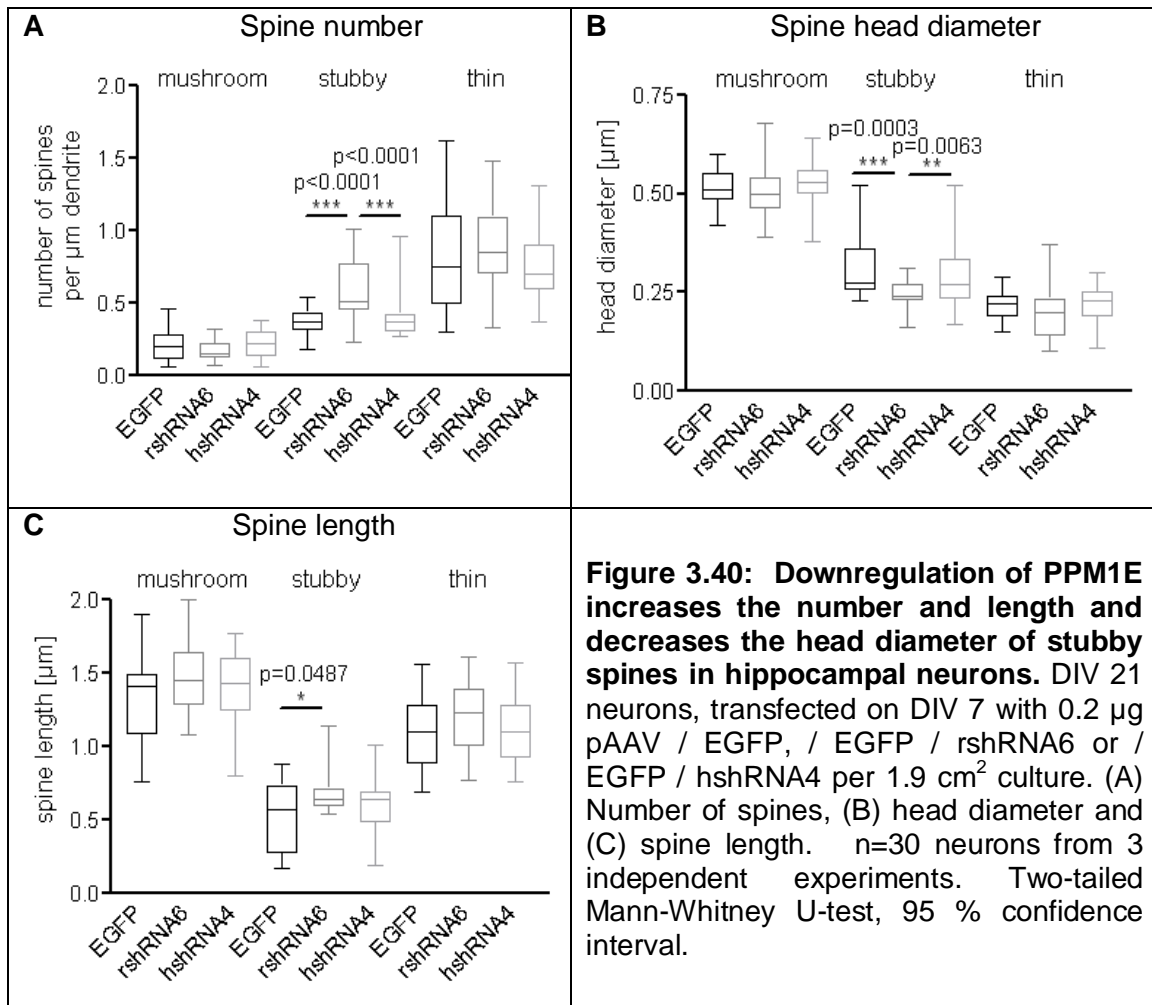 A Spine number
mushroom stubby thin
2.0
1.5
1.0
0.5
0.0
number of spines
per µm dendrite
p<0.0001
p<0.0001
*** ***
EGFP rshRNA6 hshRNA4 EGFP rshRNA6 hshRNA4 EGFP rshRNA6 hshRNA4
B Spine head diameter
mushroom stubby thin
0.75
0.50
0.25
0.00
head diameter [µm]
p=0.0003
p=0.0063
*** **
EGFP rshRNA6 hshRNA4 EGFP rshRNA6 hshRNA4 EGFP rshRNA6 hshRNA4
C Spine length
mushroom stubby thin
2.0
1.5
1.0
0.5
0.0
spine length [µm]
p=0.0487
*
EGFP rshRNA6 hshRNA4 EGFP rshRNA6 hshRNA4 EGFP rshRNA6 hshRNA4
Figure 3.40: Downregulation of PPM1E
increases the number and length and
decreases the head diameter of stubby
spines in hippocampal neurons. DIV 21
neurons, transfected on DIV 7 with 0.2 µg
pAAV / EGFP, / EGFP / rshRNA6 or /
EGFP / hshRNA4 per 1.9 cm² culture. (A)
Number of spines, (B) head diameter and
(C) spine length. n=30 neurons from 3
independent experiments. Two-tailed
Mann-Whitney U-test, 95 % confidence
interval.